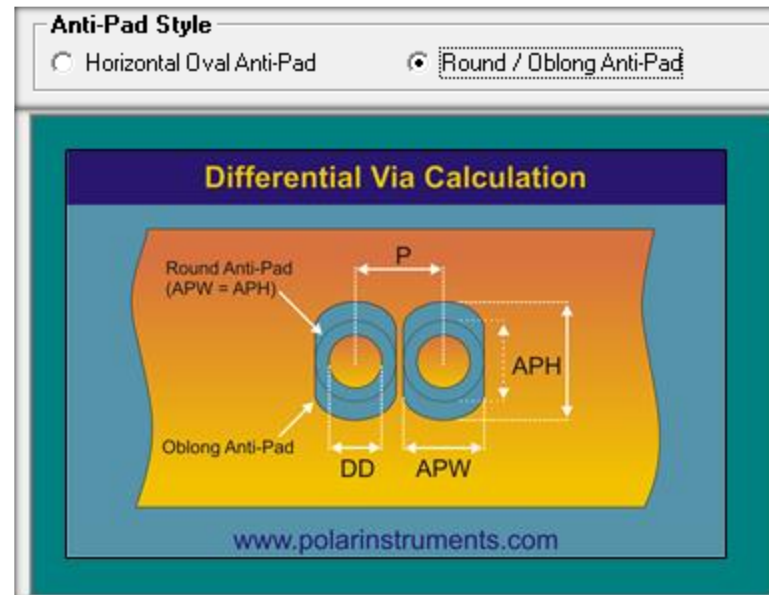 Anti-Pad Style
Horizontal Oval Anti-Pad
Round / Oblong Anti-Pad
Differential Via Calculation
P
Round Anti-Pad
(APW = APH)
APH
Oblong Anti-Pad
DD
APW
www.polarinstruments.com